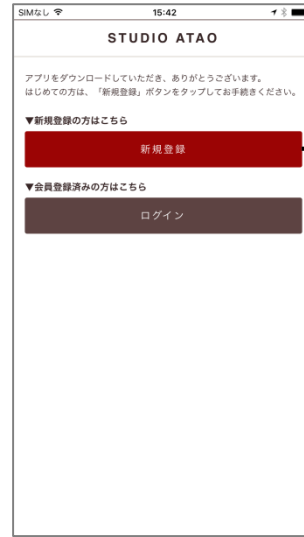 SIMなし 15:42
STUDIO ATAO
アプリをダウンロードしていただき、ありがとうございます。
はじめての方は、「新規登録」ボタンをタップしてお手続きください。
▼新規登録の方はこちら
新規登録
▼会員登録済みの方はこちら
ログイン